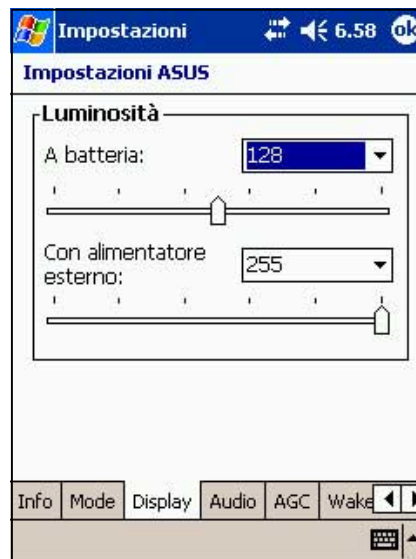 Impostazioni 6.58 ok
Impostazioni ASUS
Luminosità
A batteria: 128
Con alimentatore
esterno: 255
Info Mode Display Audio AGC Wake